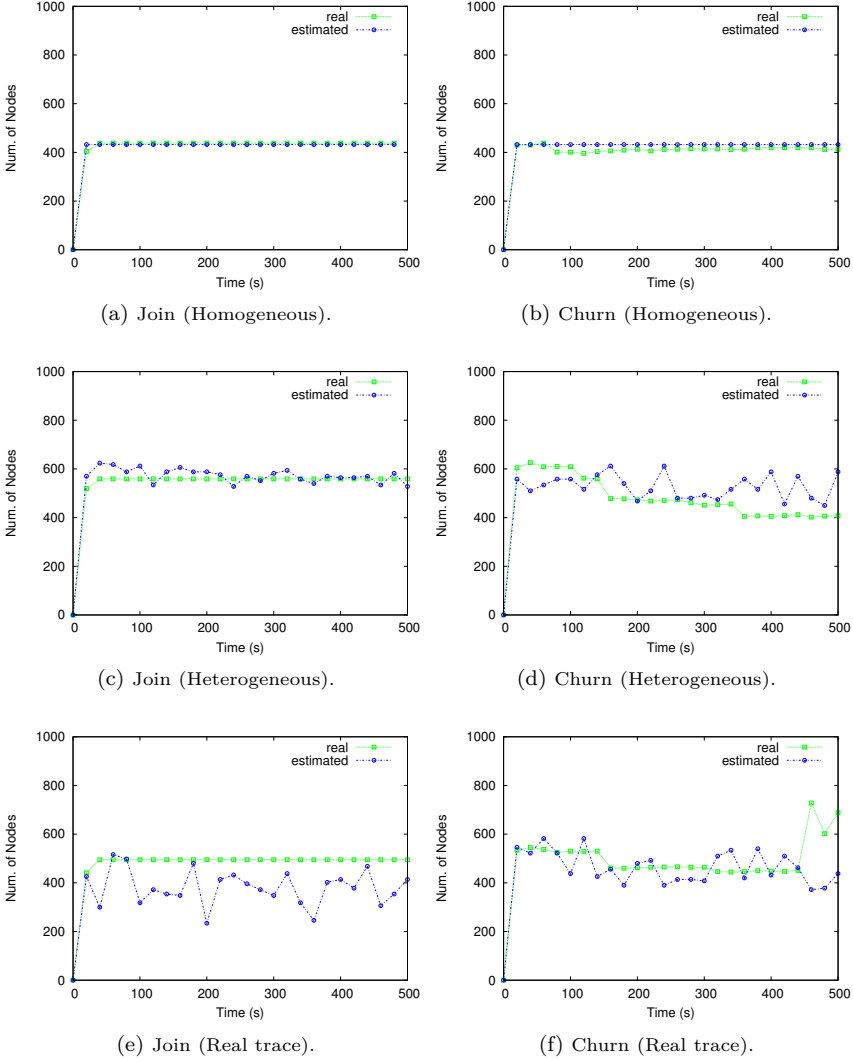 1000
800
600
400
200
0
Num. of Nodes
real
estimated
0 100 200 300 400 500
Time (s)
(a) Join (Homogeneous).
1000
800
600
400
200
0
Num. of Nodes
real
estimated
0 100 200 300 400 500
Time (s)
(b) Churn (Homogeneous).
1000
800
600
400
200
0
Num. of Nodes
real
estimated
0 100 200 300 400 500
Time (s)
(c) Join (Heterogeneous).
1000
800
600
400
200
0
Num. of Nodes
real
estimated
0 100 200 300 400 500
Time (s)
(d) Churn (Heterogeneous).
1000
800
600
400
200
0
Num. of Nodes
real
estimated
0 100 200 300 400 500
Time (s)
(e) Join (Real trace).
1000
800
600
400
200
0
Num. of Nodes
real
estimated
0 100 200 300 400 500
Time (s)
(f) Churn (Real trace).